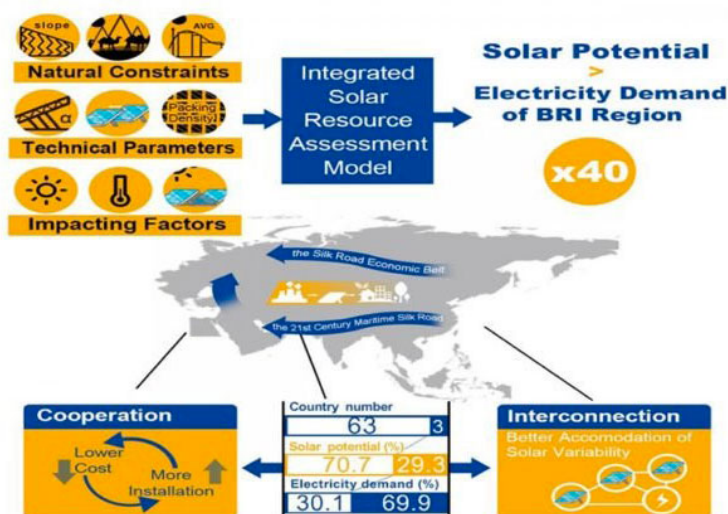 slope
AVG
Natural Constraints
α
Packing
Density
Technical Parameters
Impacting Factors
Integrated
Solar
Resource
Assessment
Model
Solar Potential
>
Electricity Demand
of BRI Region
x40
the Silk Road Economic Belt
the 21st Century Maritime Silk Road
Cooperation
Lower
Cost
More
Installation
Country number
63 3
Solar potential (%)
70.7 29.3
Electricity demand (%)
30.1 69.9
Interconnection
Better Accomodation of
Solar Variability